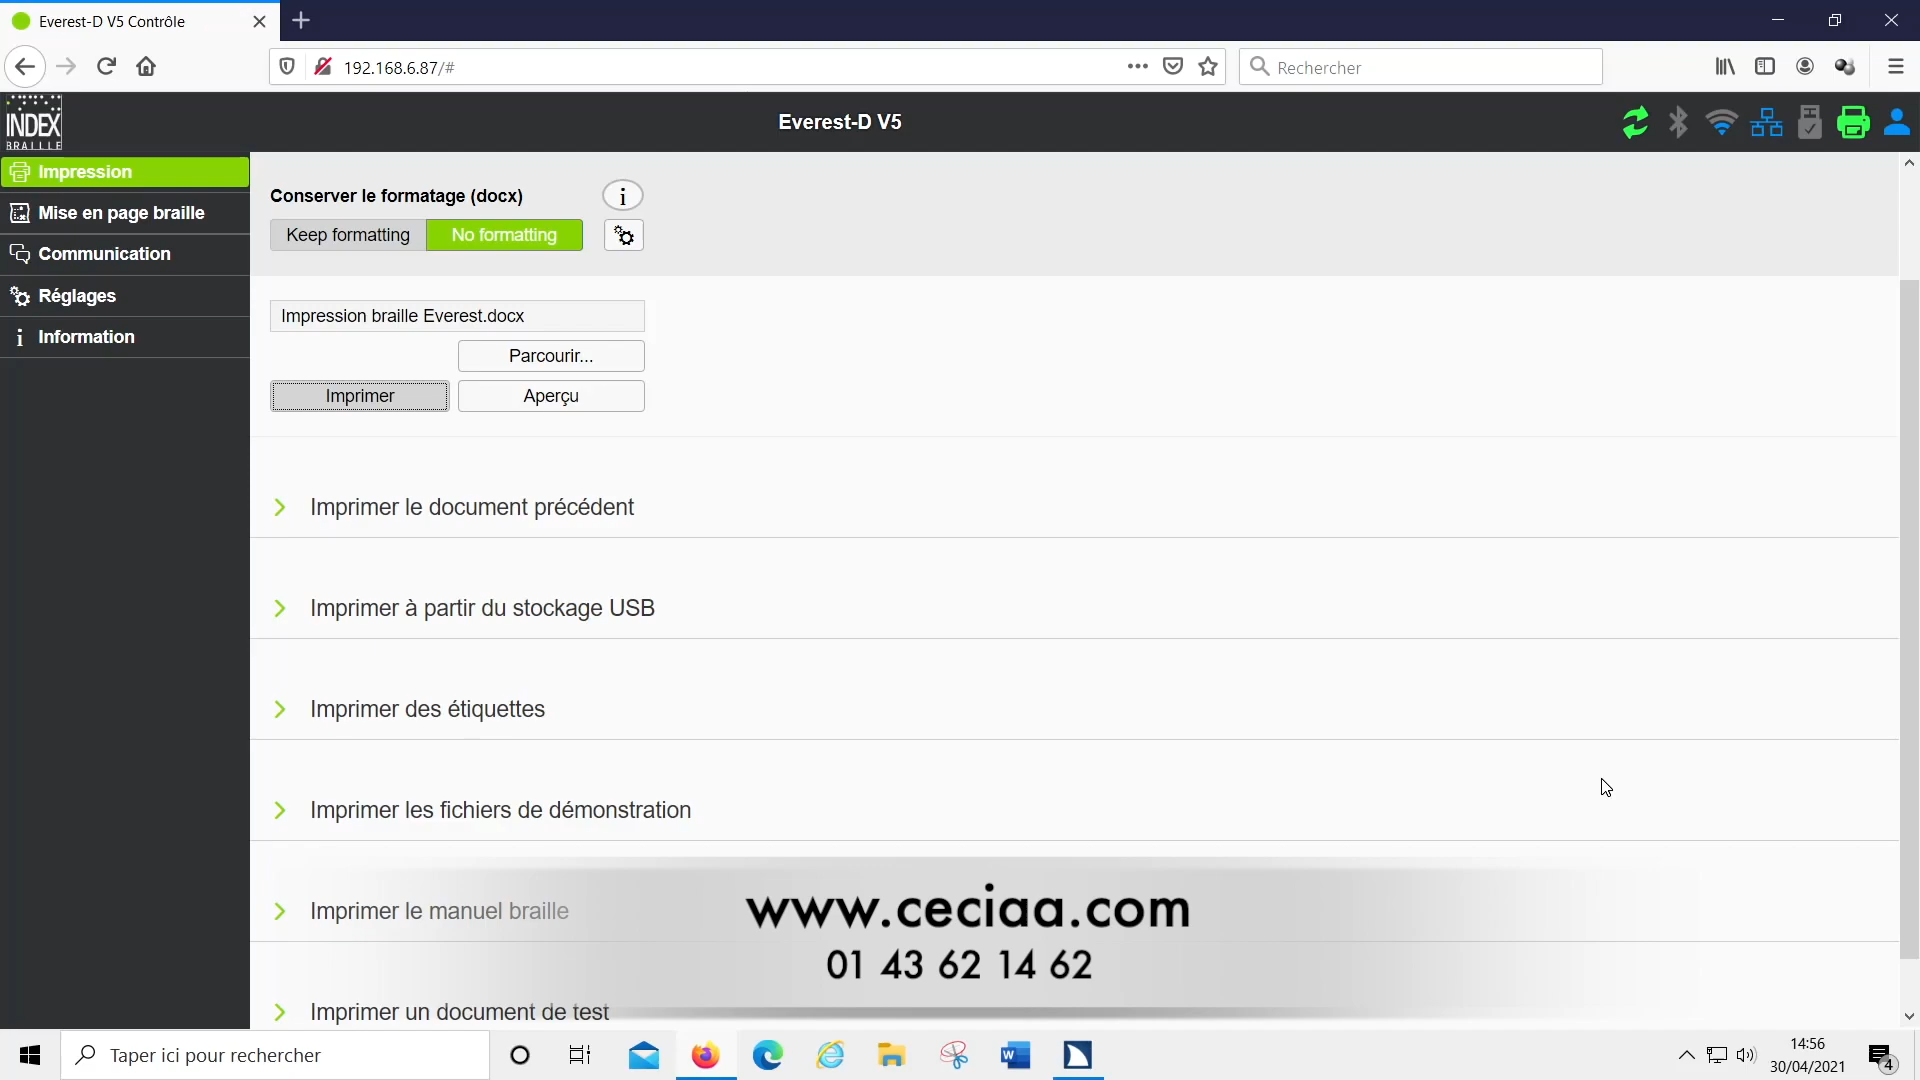 Everest-D V5 Contrôle
192.168.6.87/#
Rechercher
INDEX
BRAILLE
Everest-D V5
Impression
Mise en page braille
Communication
Réglages
Information
Conserver le formatage (docx)
i
Keep formatting
No formatting
Impression braille Everest.docx
Parcourir...
Imprimer
Aperçu
Imprimer le document précédent
Imprimer à partir du stockage USB
Imprimer des étiquettes
Imprimer les fichiers de démonstration
Imprimer le manuel braille
www.ceciaa.com
01 43 62 14 62
Imprimer un document de test
Taper ici pour rechercher
14:56
30/04/2021
4